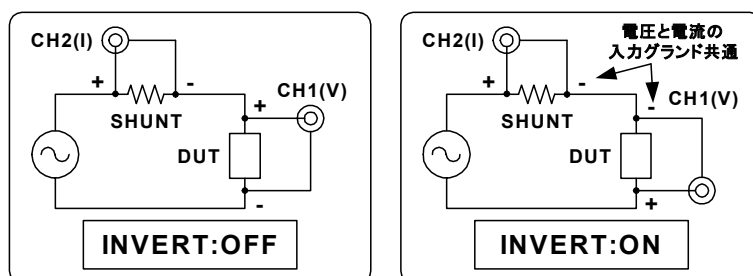 CH2(I)
+
-
SHUNT
+
CH1(V)
DUT
-
INVERT:OFF
電圧と電流の
入力グランド共通
CH2(I)
+
-
-
CH1(V)
SHUNT
DUT
+
INVERT:ON